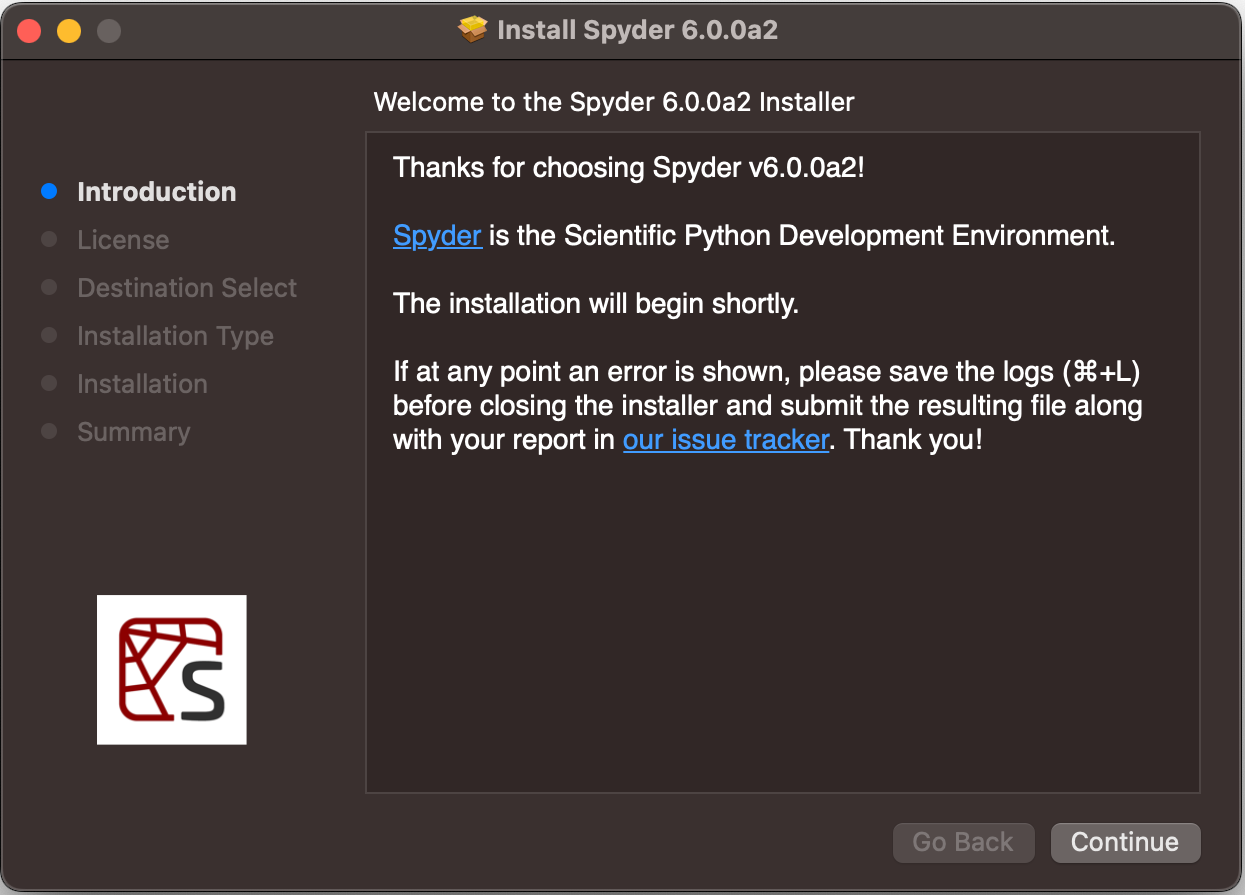 Install Spyder 6.0.0a2
Welcome to the Spyder 6.0.0a2 Installer
Introduction
License
Destination Select
Installation Type
Installation
Summary
Thanks for choosing Spyder v6.0.0a2!
Spyder is the Scientific Python Development Environment.
The installation will begin shortly.
If at any point an error is shown, please save the logs (⌘+L)
before closing the installer and submit the resulting file along
with your report in our issue tracker. Thank you!
S
Go Back
Continue